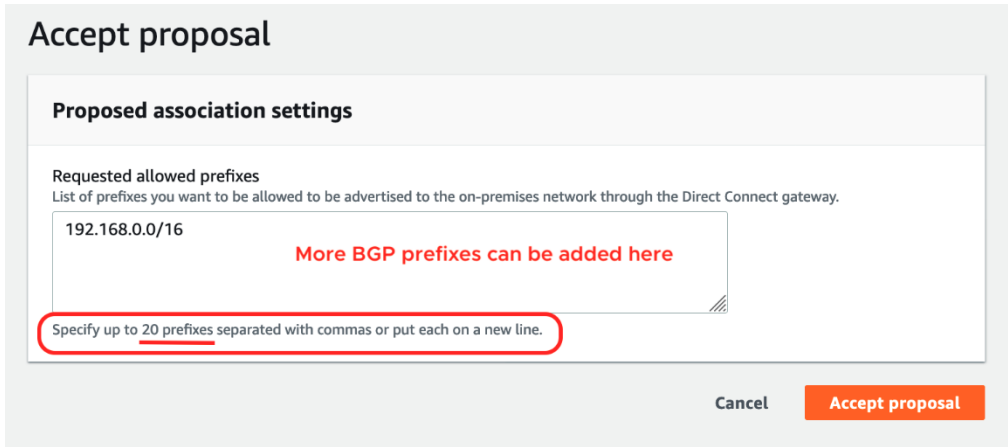 Accept proposal
Proposed association settings
Requested allowed prefixes
List of prefixes you want to be allowed to be advertised to the on-premises network through the Direct Connect gateway.
192.168.0.0/16
More BGP prefixes can be added here
Specify up to 20 prefixes separated with commas or put each on a new line.
Cancel Accept proposal